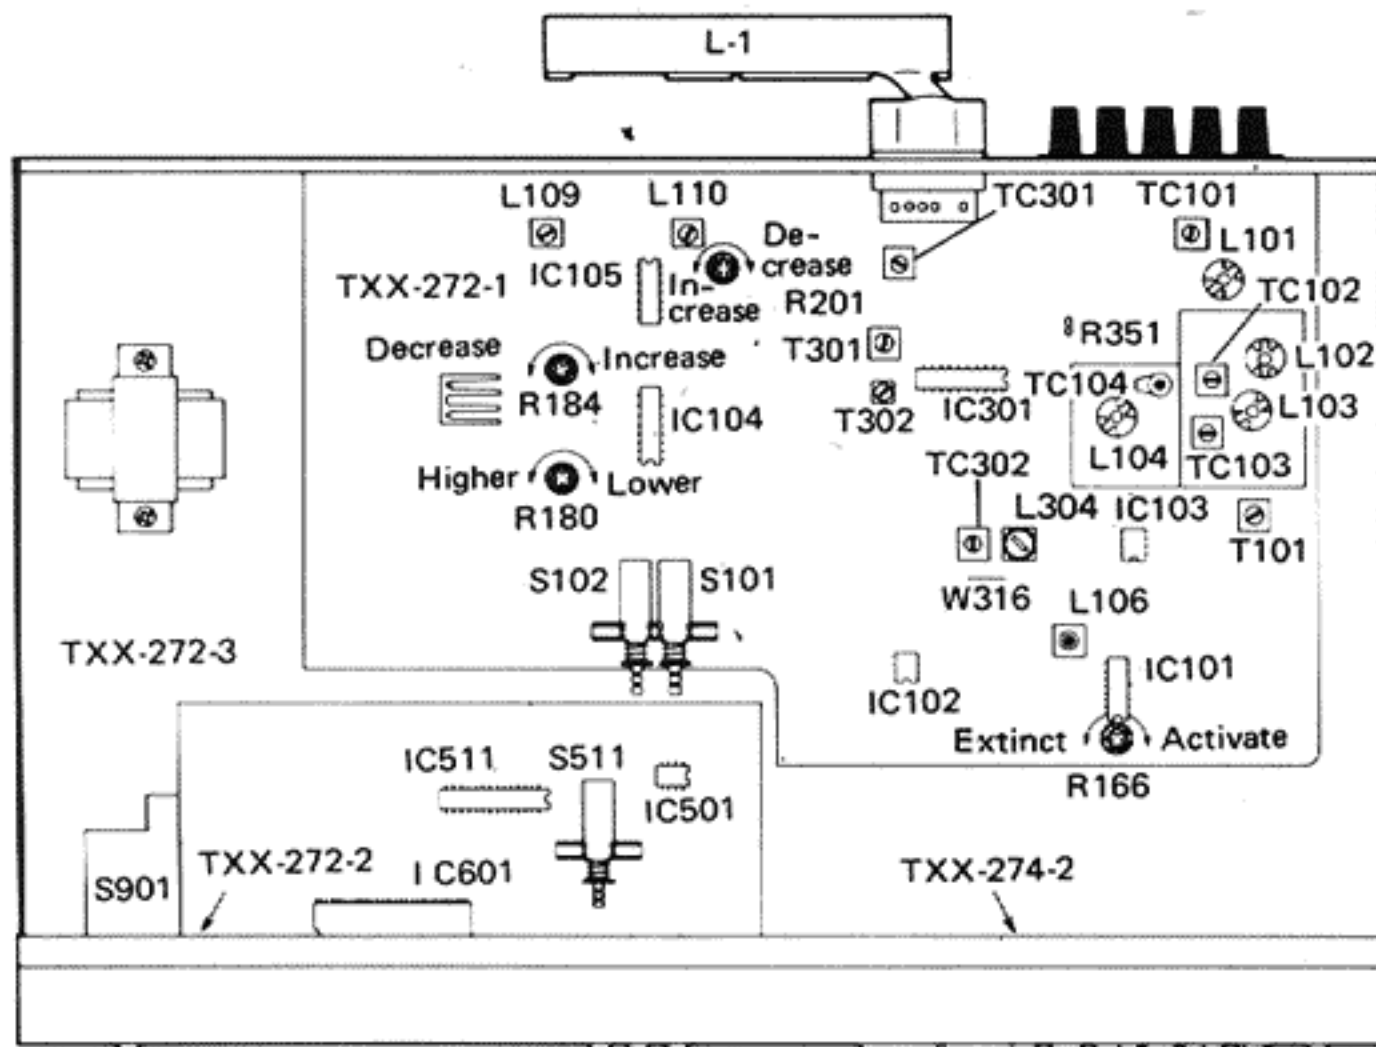 L-1
L109
L110
De-
crease
TC301
TC101
L101
TXX-272-1
IC105
In-
crease
R201
TC102
Decrease
Increase
R184
T301
R351
L102
TC104
IC104
T302
IC301
L103
Higher
Lower
R180
TC302
L104
TC103
L304
IC103
T101
S102
S101
W316
L106
TXX-272-3
IC102
IC101
Extinct
Activate
R166
IC511
S511
IC501
TXX-272-2
I C601
TXX-274-2
S901